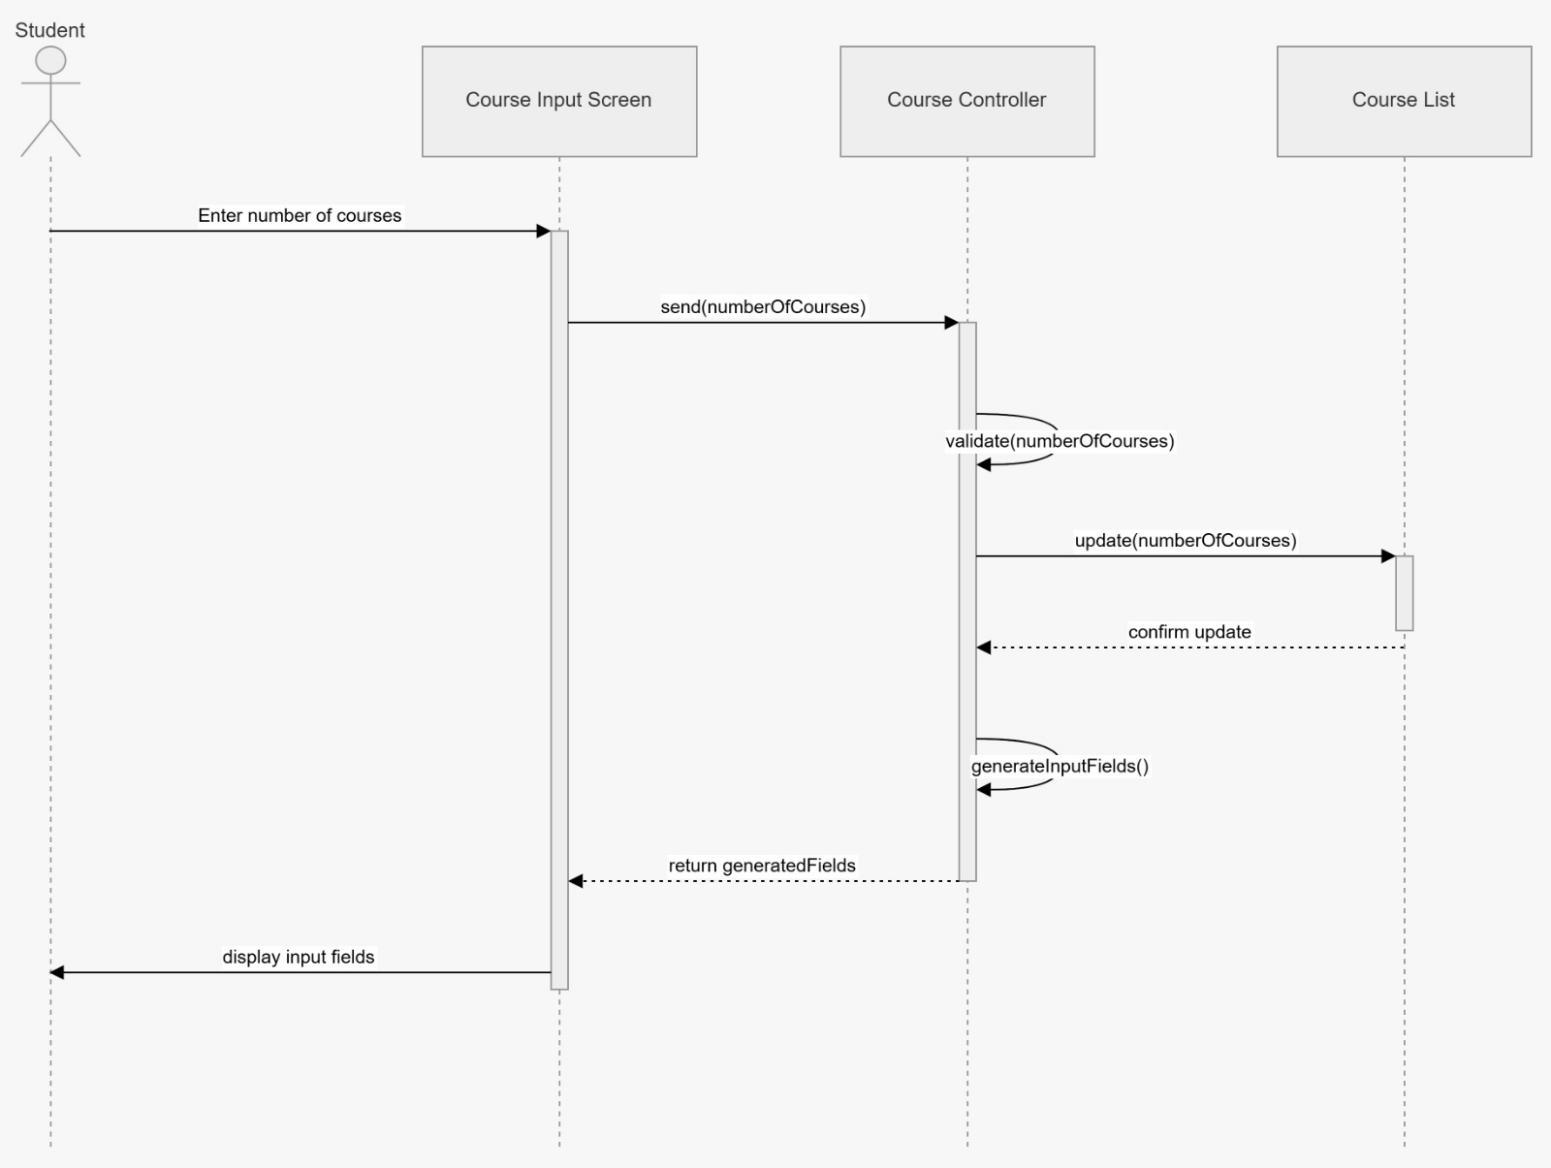 Student
Course Input Screen
Course Controller
Course List
Enter number of courses
send(numberOfCourses)
validate(numberOfCourses)
update(numberOfCourses)
confirm update
generateInputFields()
return generatedFields
display input fields